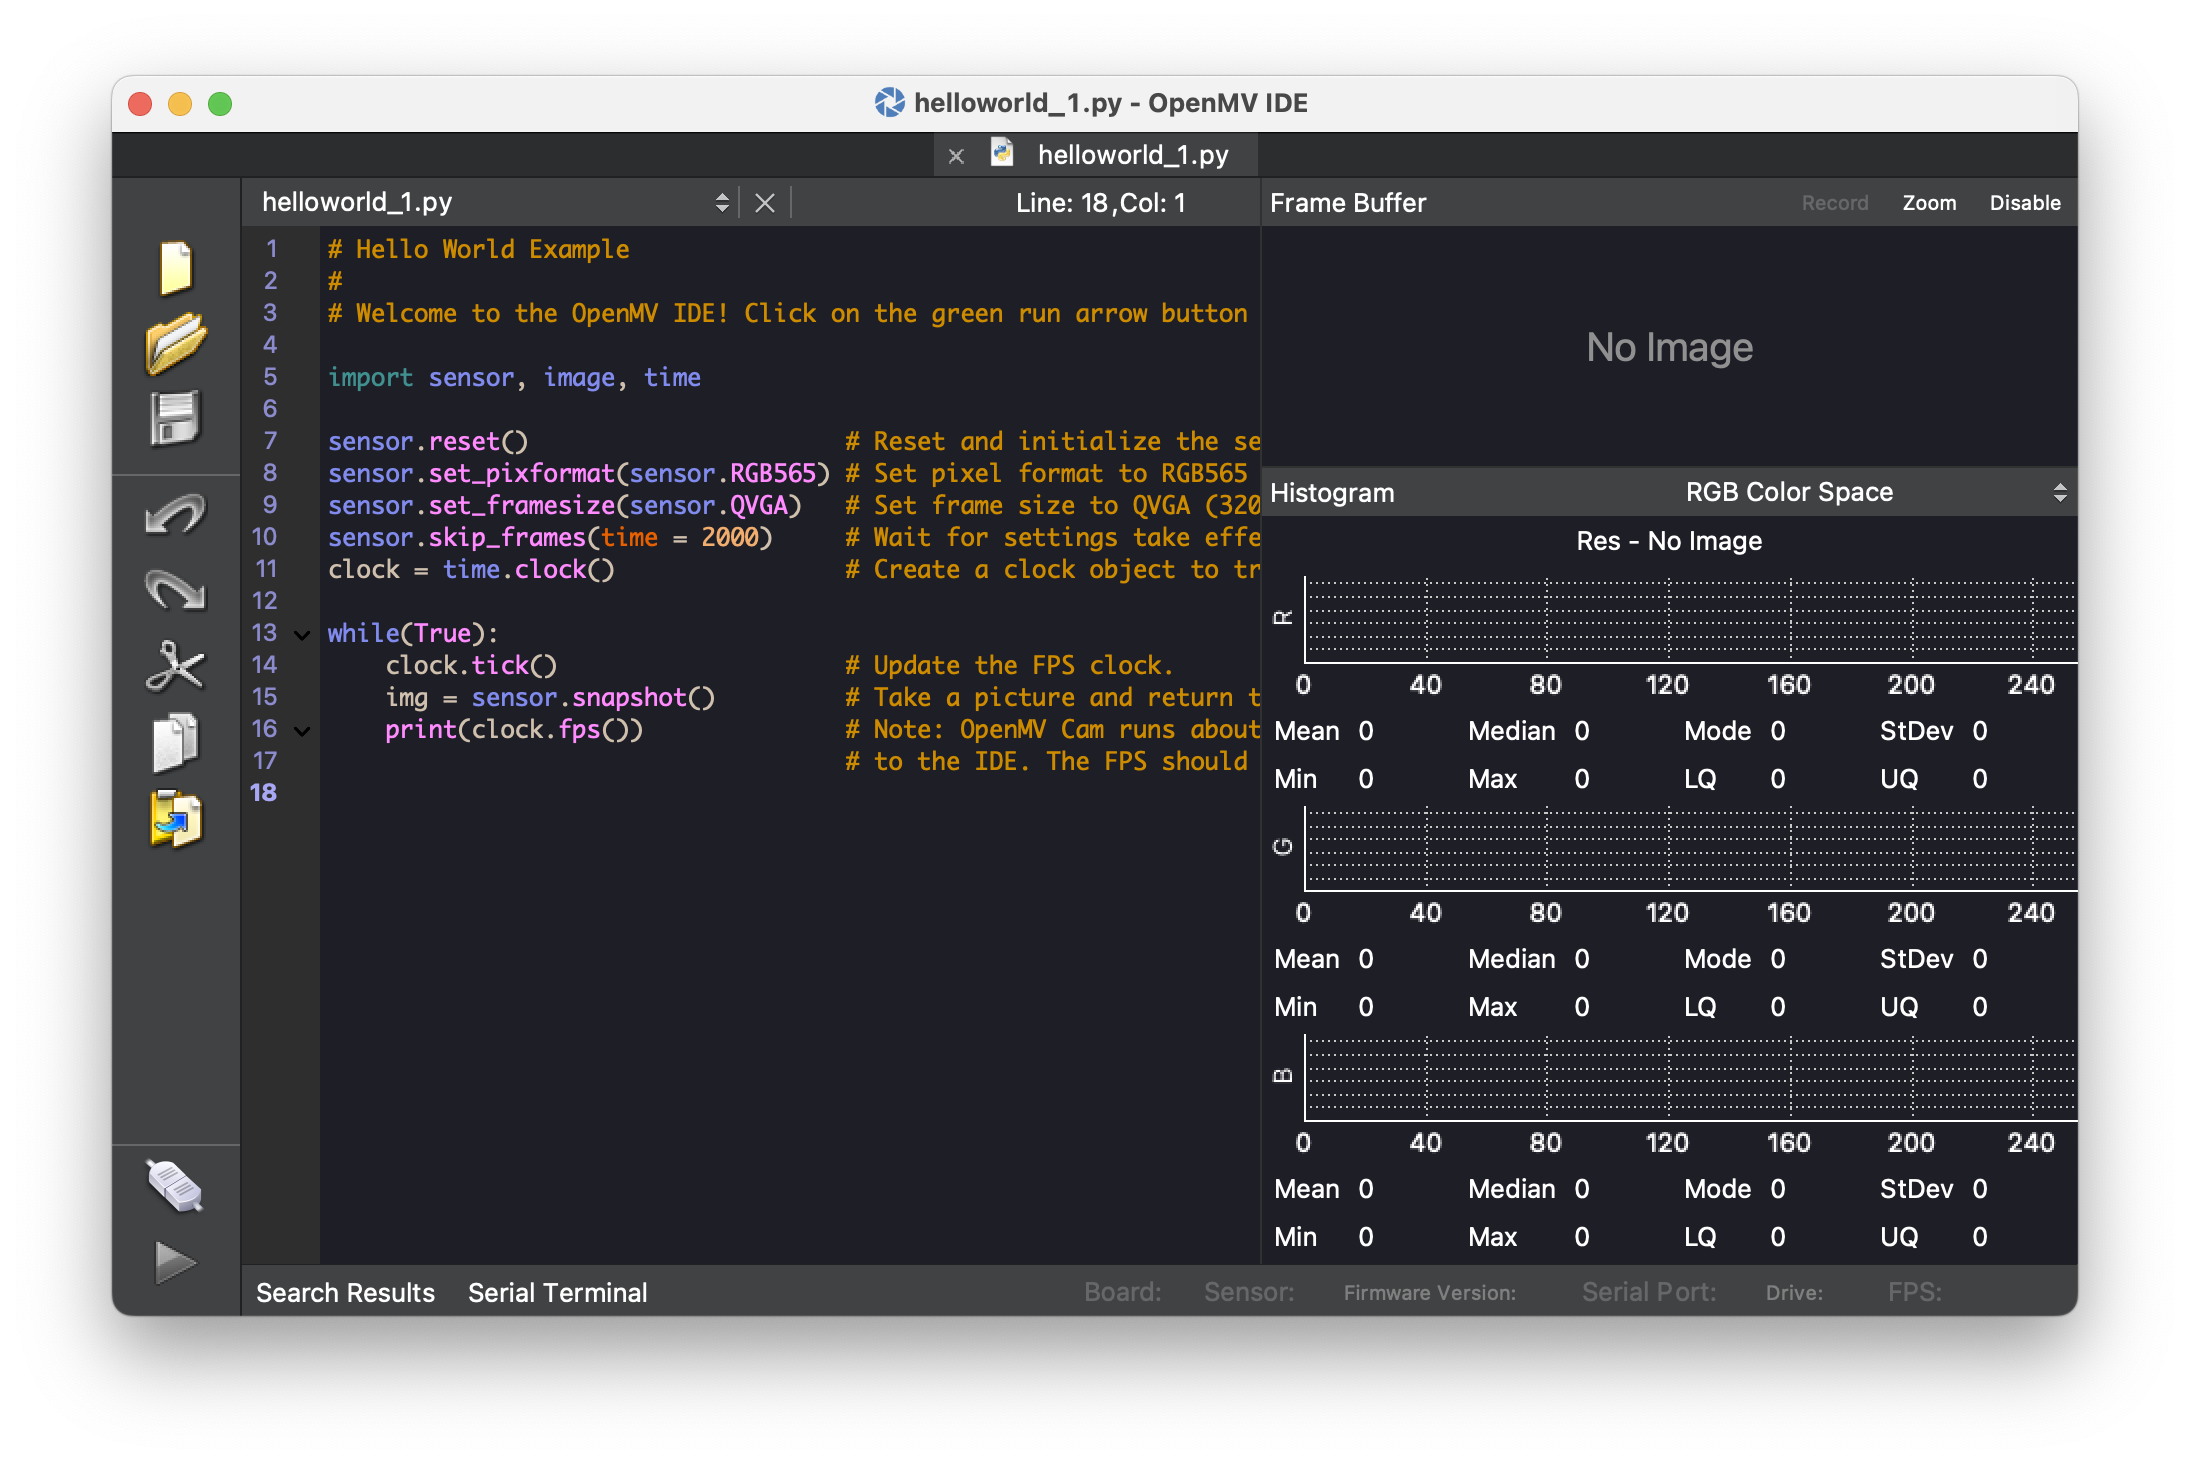 helloworld_1.py - OpenMV IDE
helloworld_1.py
helloworld_1.py
Line: 18, Col: 1
1 # Hello World Example
2 #
3 # Welcome to the OpenMV IDE! Click on the green run arrow button
4
5 import sensor, image, time
6
7 sensor.reset() # Reset and initialize the se
8 sensor.set_pixformat(sensor.RGB565) # Set pixel format to RGB565
9 sensor.set_framesize(sensor.QVGA) # Set frame size to QVGA (320
10 sensor.skip_frames(time = 2000) # Wait for settings take effe
11 clock = time.clock() # Create a clock object to tr
12
13 while(True):
14 clock.tick() # Update the FPS clock.
15 img = sensor.snapshot() # Take a picture and return t
16 print(clock.fps()) # Note: OpenMV Cam runs about
17 # to the IDE. The FPS should
18
Frame Buffer Record Zoom Disable
No Image
Histogram RGB Color Space
Res - No Image
R
0 40 80 120 160 200 240
Mean 0 Median 0 Mode 0 StDev 0
Min 0 Max 0 LQ 0 UQ 0
G
0 40 80 120 160 200 240
Mean 0 Median 0 Mode 0 StDev 0
Min 0 Max 0 LQ 0 UQ 0
B
0 40 80 120 160 200 240
Mean 0 Median 0 Mode 0 StDev 0
Min 0 Max 0 LQ 0 UQ 0
Search Results Serial Terminal Board: Sensor: Firmware Version: Serial Port: Drive: FPS: